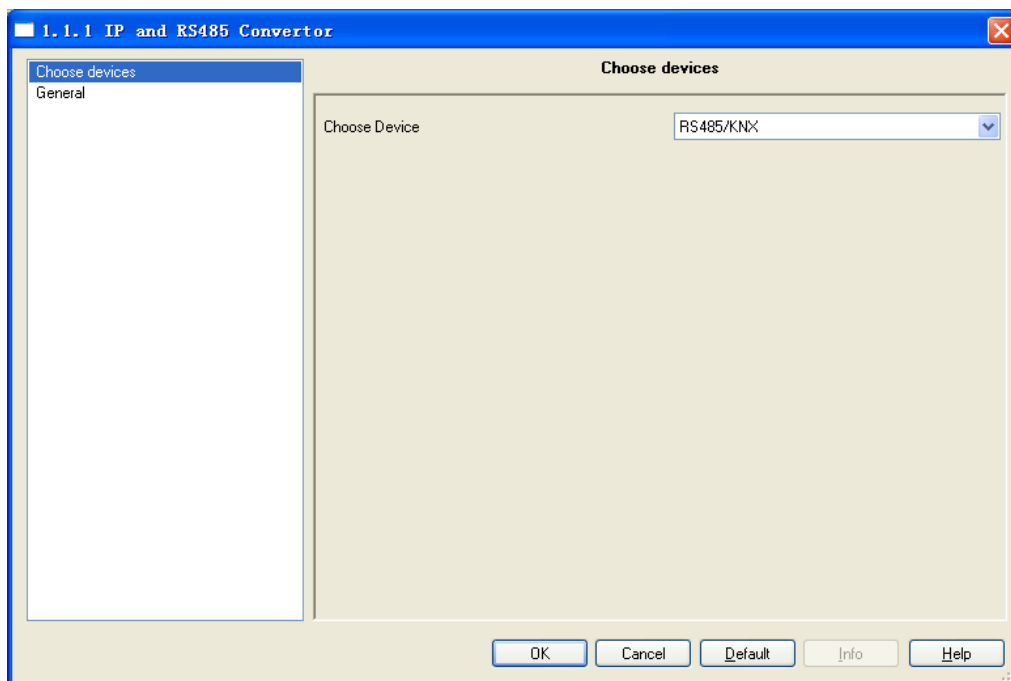 1.1.1 IP and RS485 Convertor
Choose devices
General
Choose devices
Choose Device
RS485/KNX
OK
Cancel
Default
Info
Help